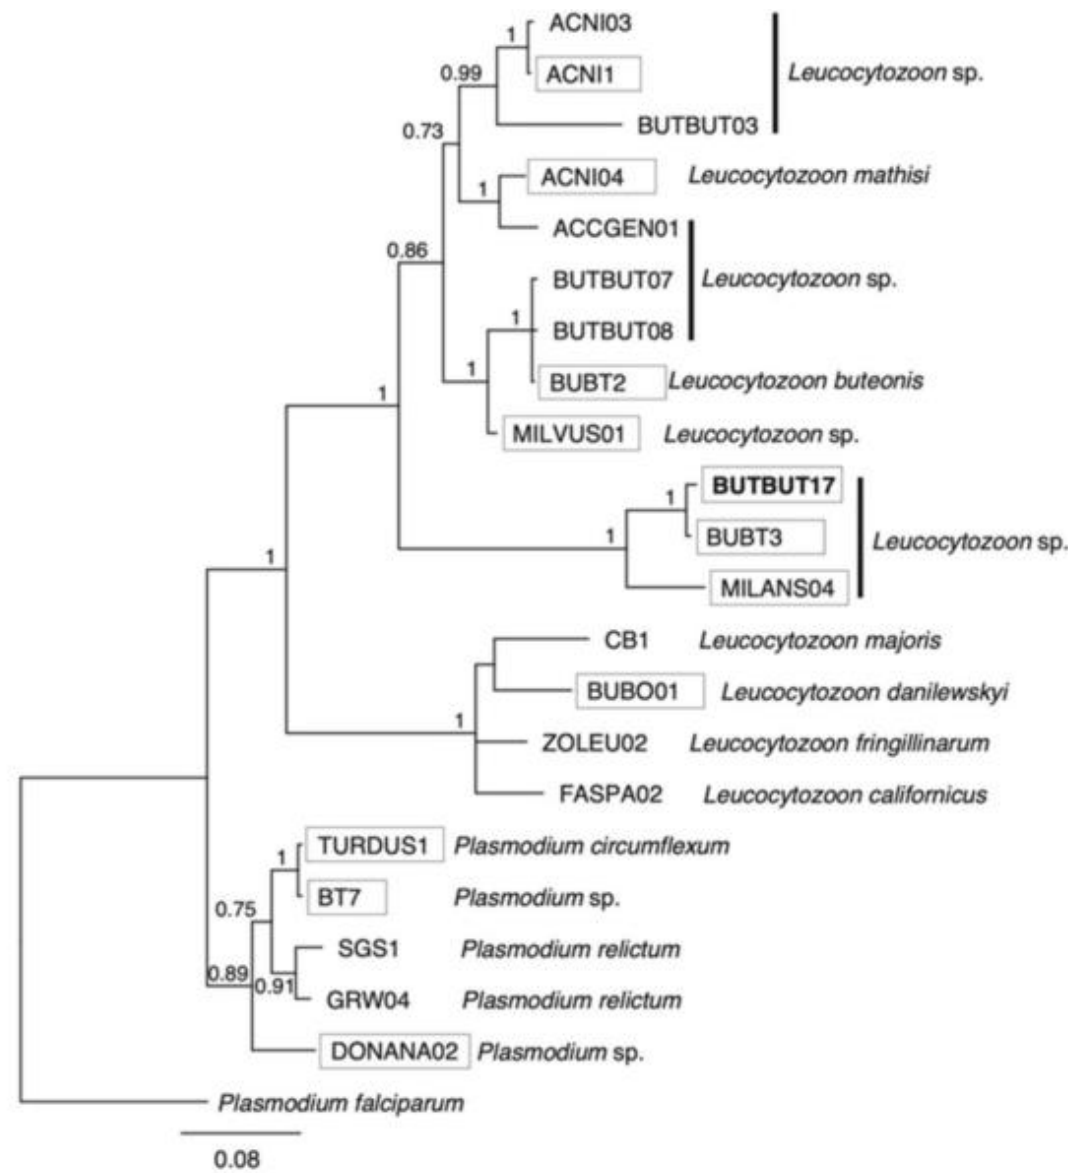 ACNI03
1
ACNI1
Leucocytozoon sp.
0.99
BUTBUT03
0.73
ACNI04 Leucocytozoon mathisi
1
ACCGEN01
0.86
BUTBUT07
Leucocytozoon sp.
1
BUTBUT08
1
BUBT2 Leucocytozoon buteonis
1
MILVUS01 Leucocytozoon sp.
BUTBUT17
1
BUBT3
Leucocytozoon sp.
1
MILANS04
1
CB1 Leucocytozoon majoris
BUBO01 Leucocytozoon danilewskyi
1
ZOLEU02 Leucocytozoon fringillinarum
FASPA02 Leucocytozoon californicus
TURDUS1 Plasmodium circumflexum
1
BT7 Plasmodium sp.
0.75
SGS1 Plasmodium relictum
0.89
0.91
GRW04 Plasmodium relictum
DONANA02 Plasmodium sp.
Plasmodium falciparum
0.08